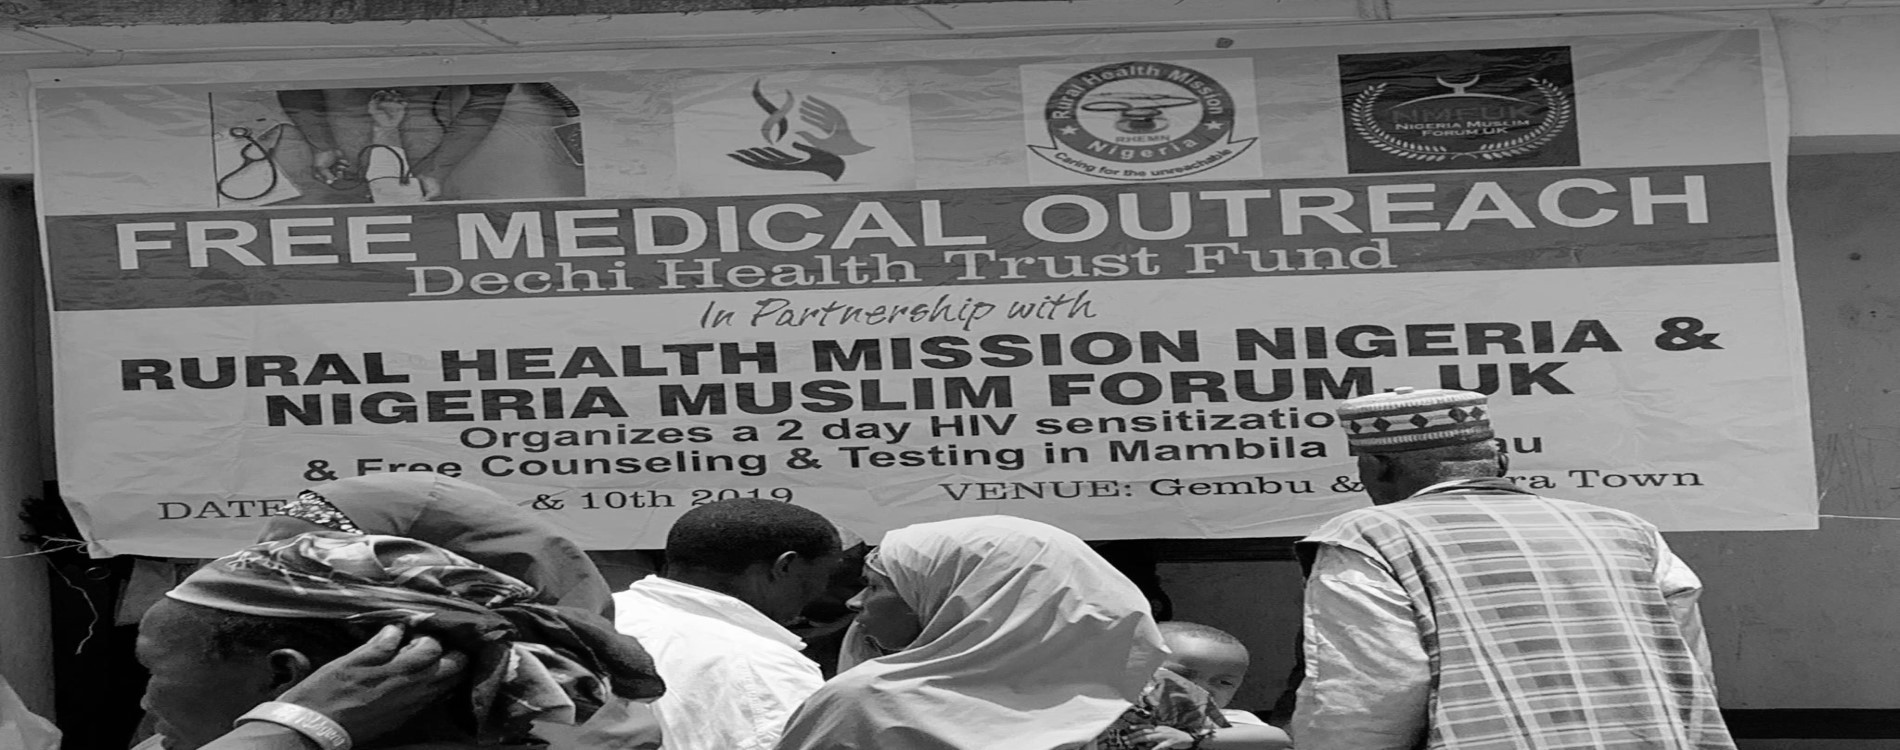 Rural Health Mission
RHEMN
Nigeria
Caring for the unreachable
NMFUK
NIGERIA MUSLIM
FORUM UK
FREE MEDICAL OUTREACH
Dechi Health Trust Fund
In Partnership with
RURAL HEALTH MISSION NIGERIA &
NIGERIA MUSLIM FORUM, UK
Organizes a 2 day HIV
& Free Counseling & Testing in Mambila
DATE & 10th 2019 VENUE: Gembu & Town